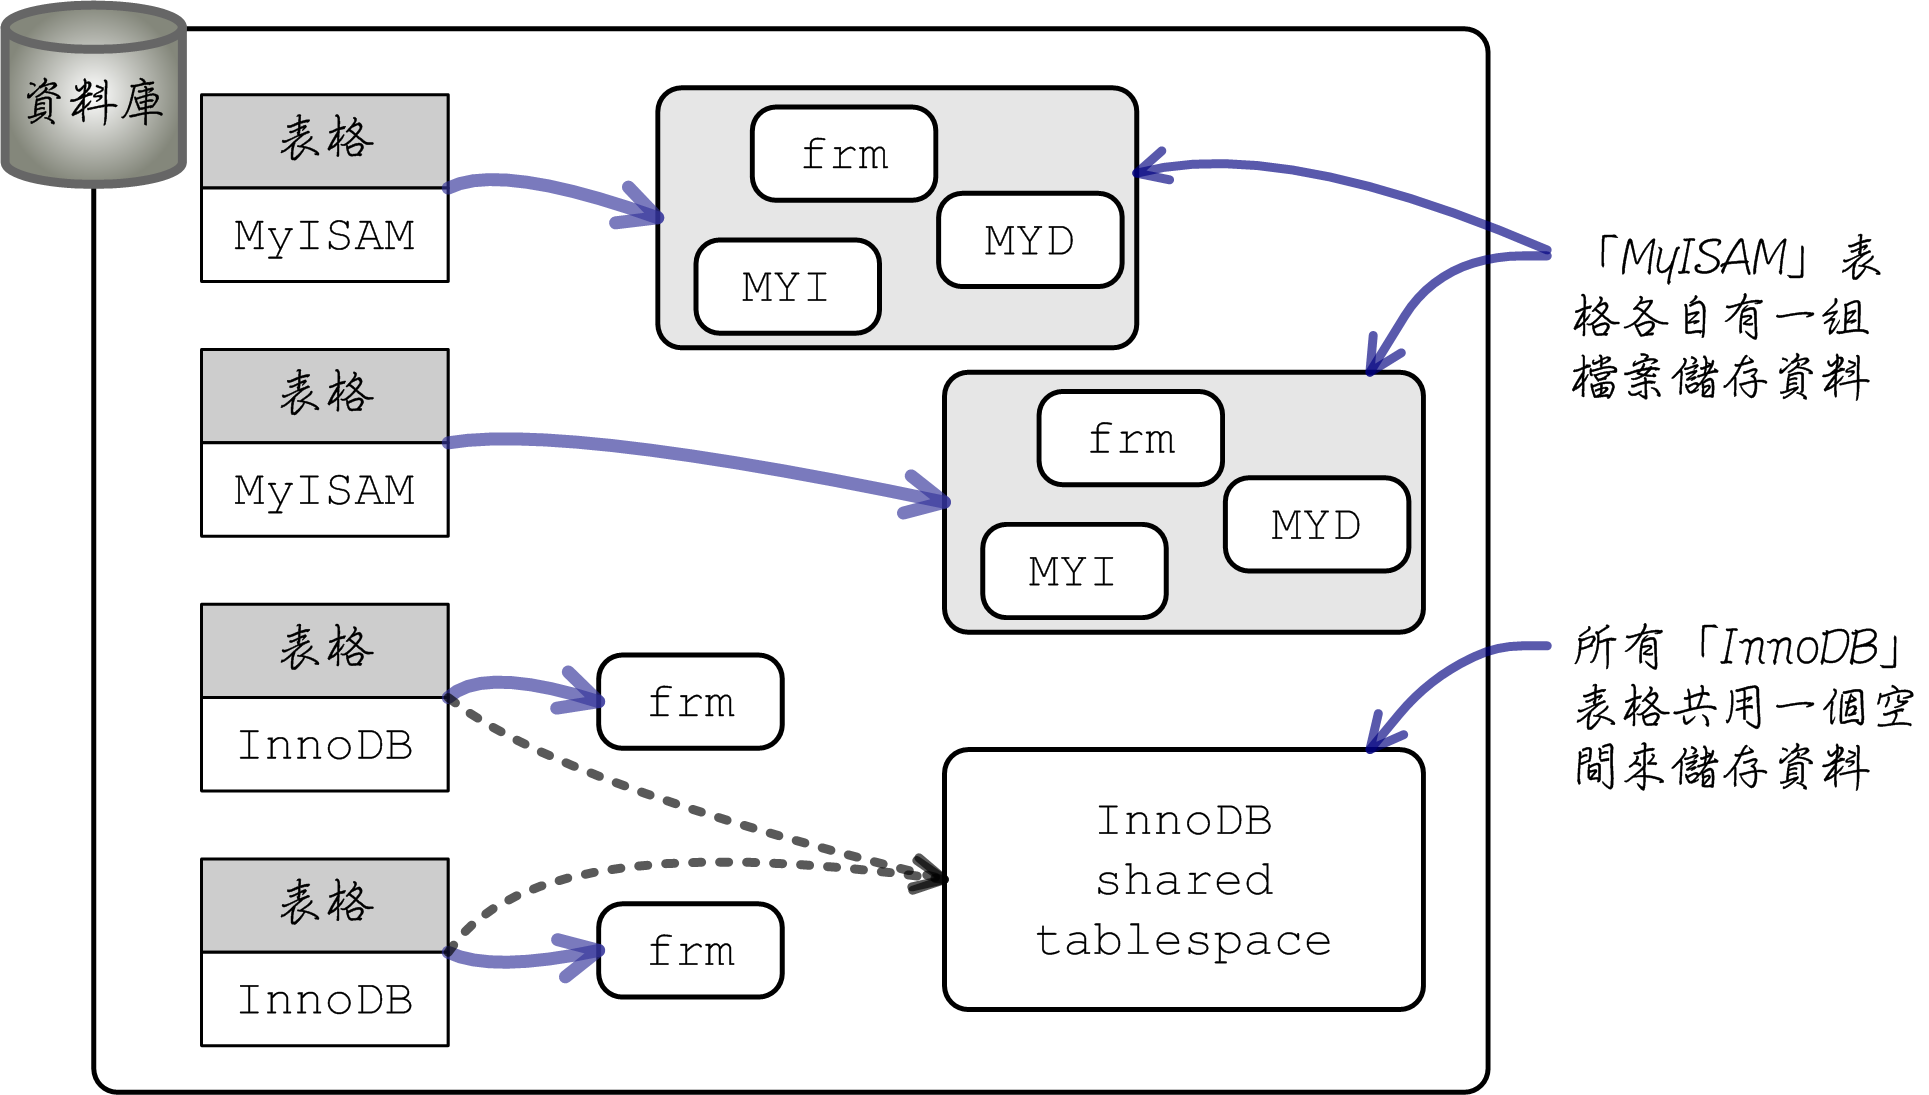 資料庫
表格
MyISAM
frm
MYD
MYI
「MyISAM」表
格各自有一組
檔案儲存資料
表格
MyISAM
frm
MYD
MYI
表格
InnoDB
frm
所有「InnoDB」
表格共用一個空
間來儲存資料
InnoDB
shared
tablespace
表格
InnoDB
frm